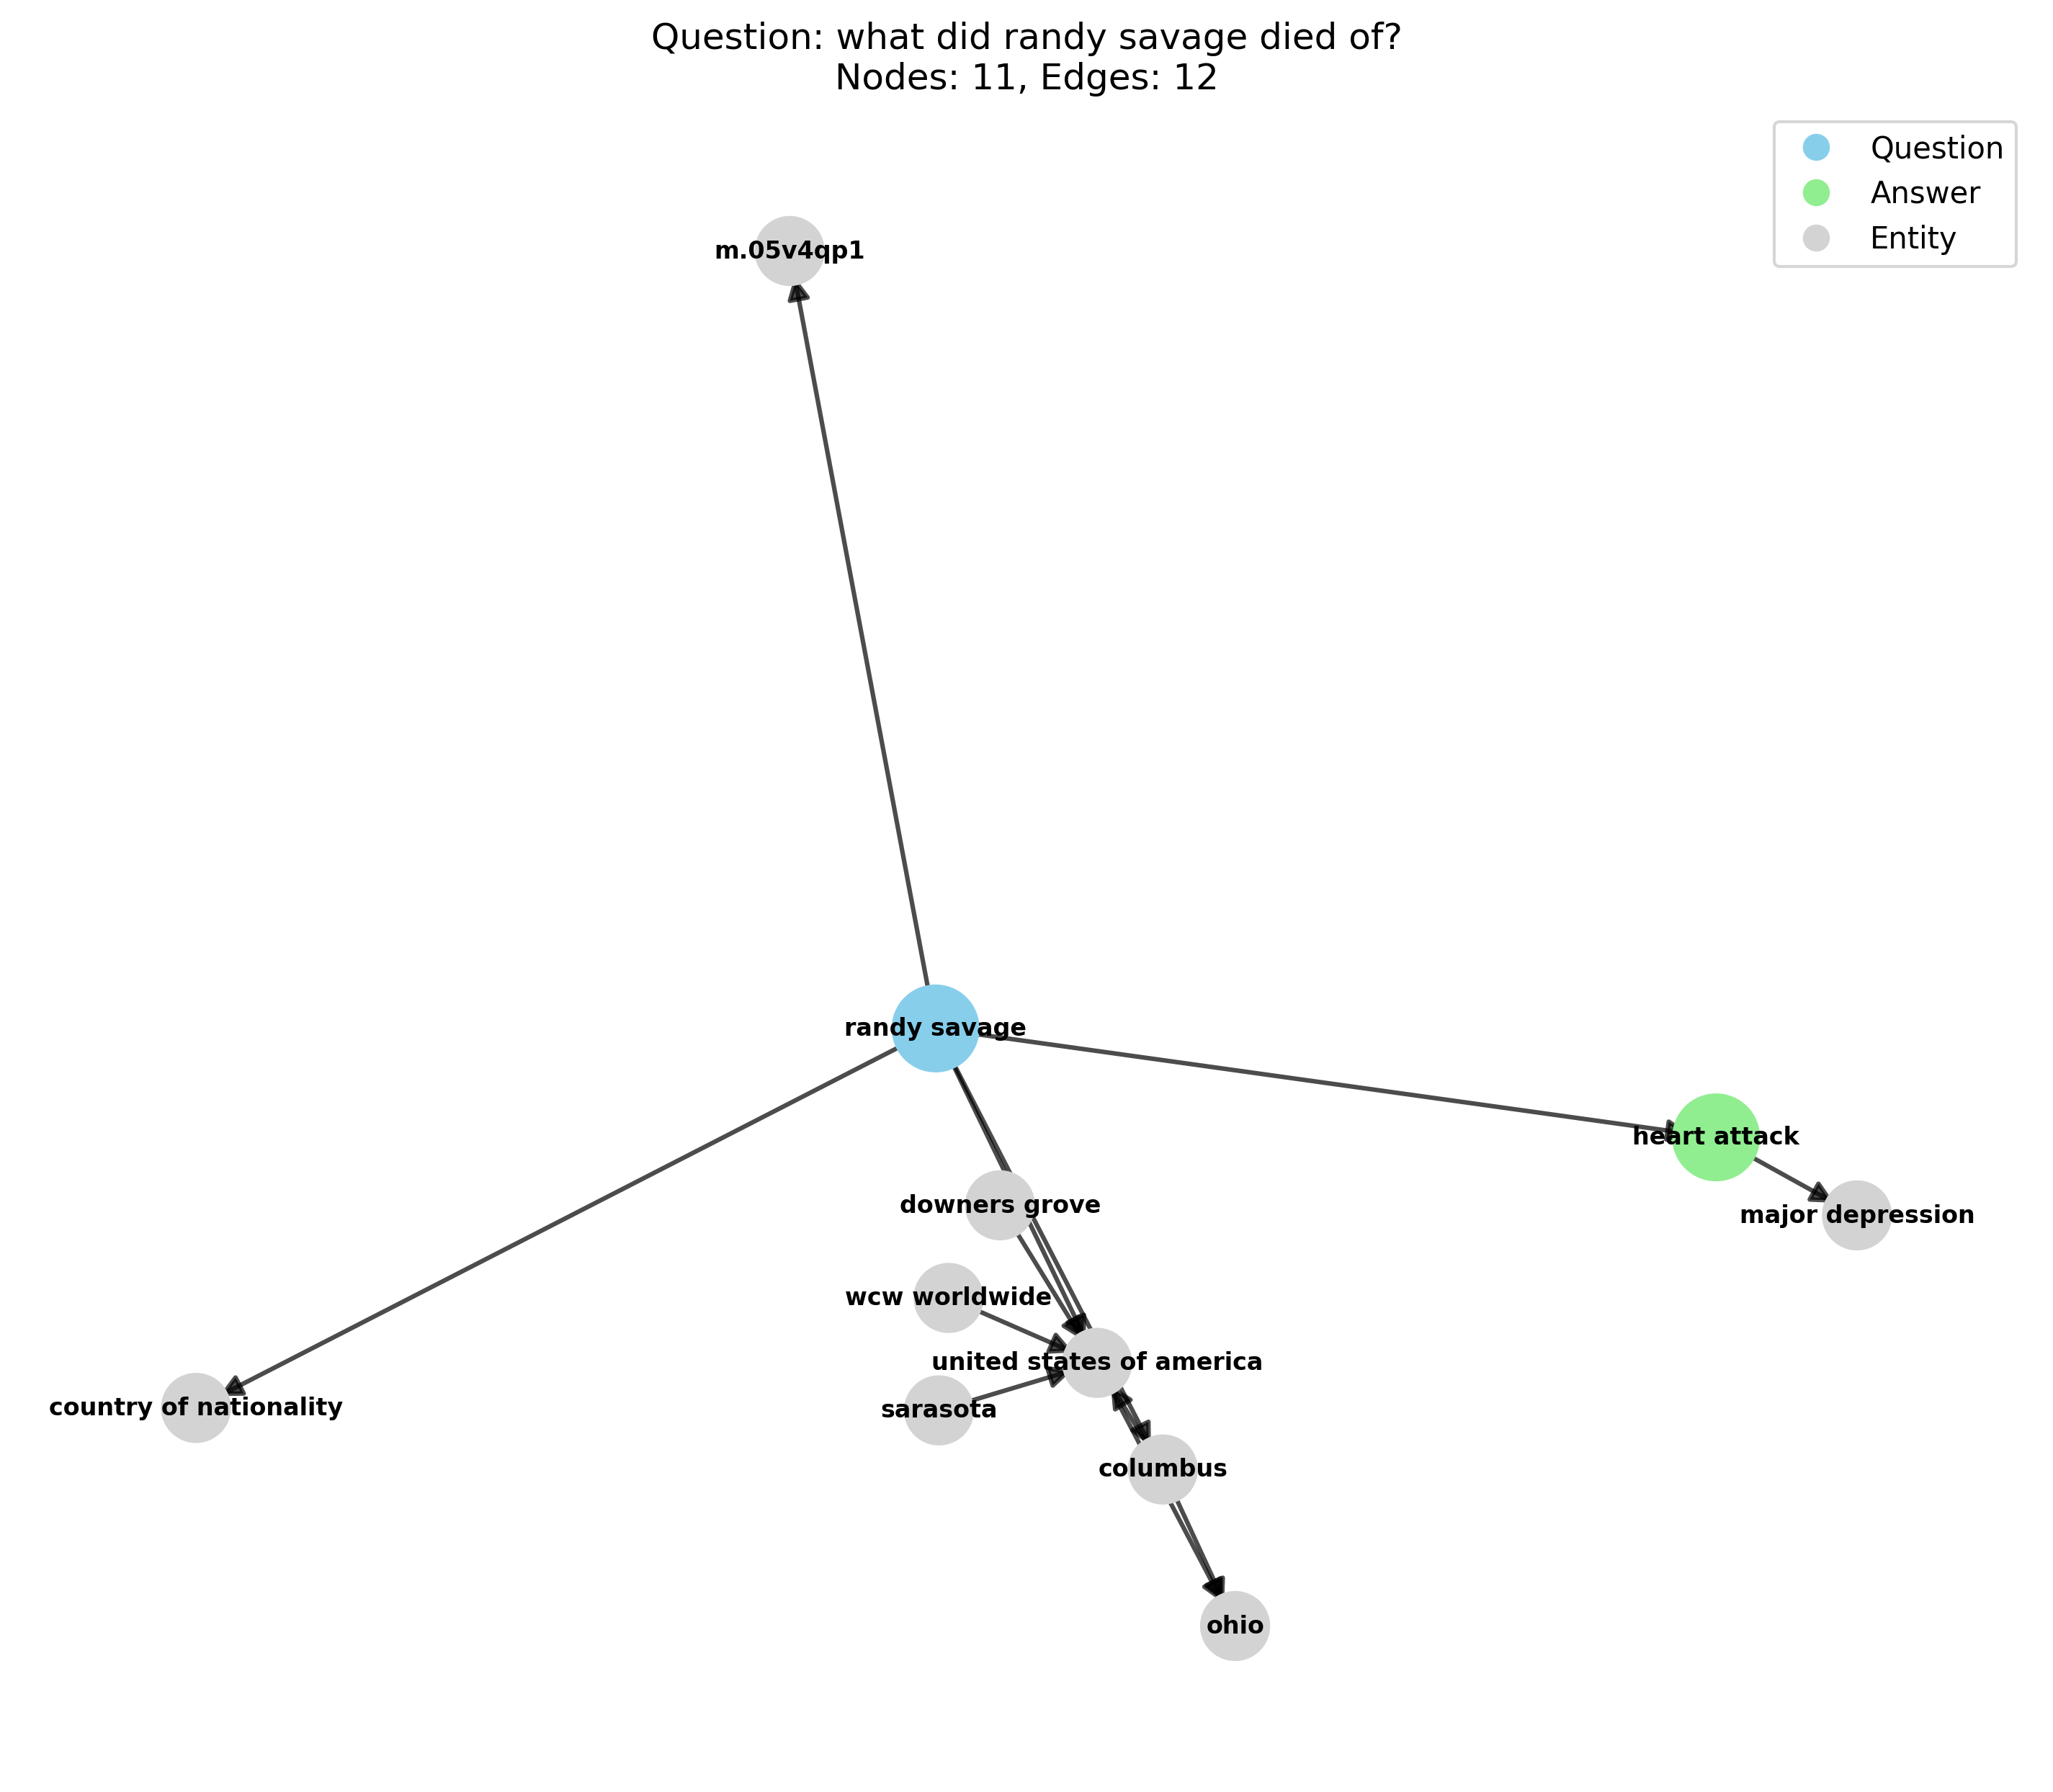 Question: what did randy savage died of?
Nodes: 11, Edges: 12
Question
Answer
Entity
m.05v4qp1
randy savage
heart attack
downers grove
major depression
wcw worldwide
united states of america
country of nationality
sarasota
columbus
ohio